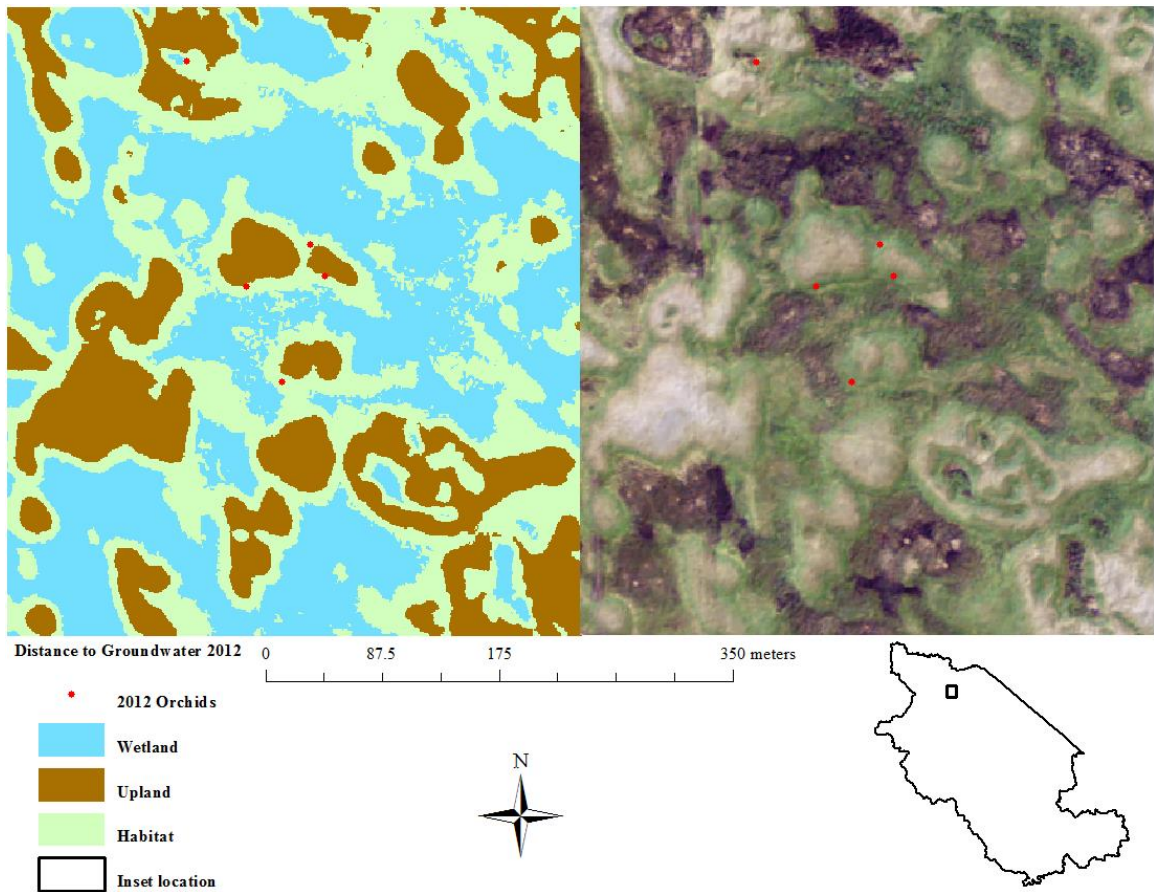 Distance to Groundwater 2012 0 87.5 175 350 meters
2012 Orchids
Wetland
N
Upland
Habitat
Inset location